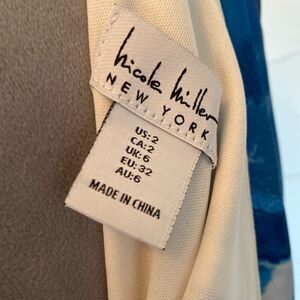 nicole miller
NEW YORK
US: 2
CA: 2
UK: 6
EU: 32
AU: 6
MADE IN CHINA